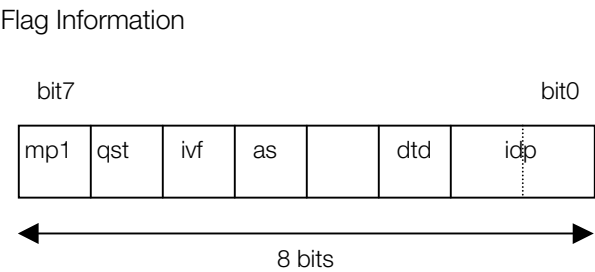 Flag Information
bit7 bit0
mp1 qst ivf as dtd idp
8 bits